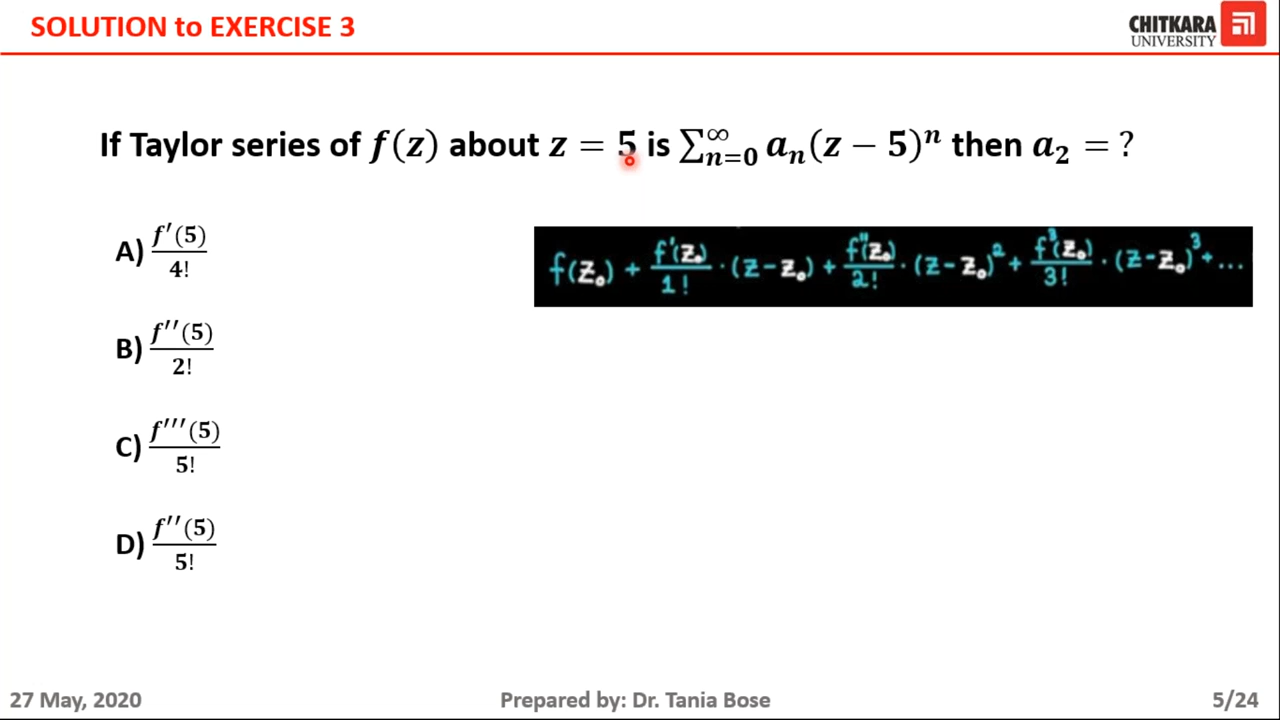 SOLUTION to EXERCISE 3
CHITKARA
UNIVERSITY
If Taylor series of f(z) about z = 5 is ∑_{n=0}^{∞} a_n(z − 5)^n then a_2 = ?
A) f′(5)/4!
f(z₀) + f'(z₀)/1! · (z-z₀) + f"(z₀)/2! · (z-z₀)² + f³(z₀)/3! · (z-z₀)³ + ...
B) f′′(5)/2!
C) f′′′(5)/5!
D) f′′(5)/5!
27 May, 2020 Prepared by: Dr. Tania Bose 5/24